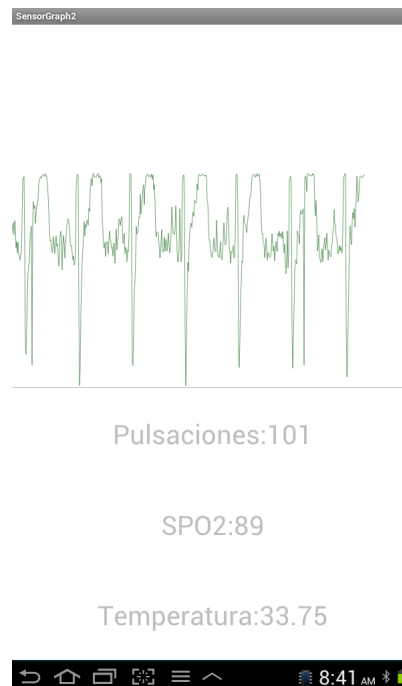 SensorGraph2
Pulsaciones:101
SPO2:89
Temperatura:33.75
8:41 AM